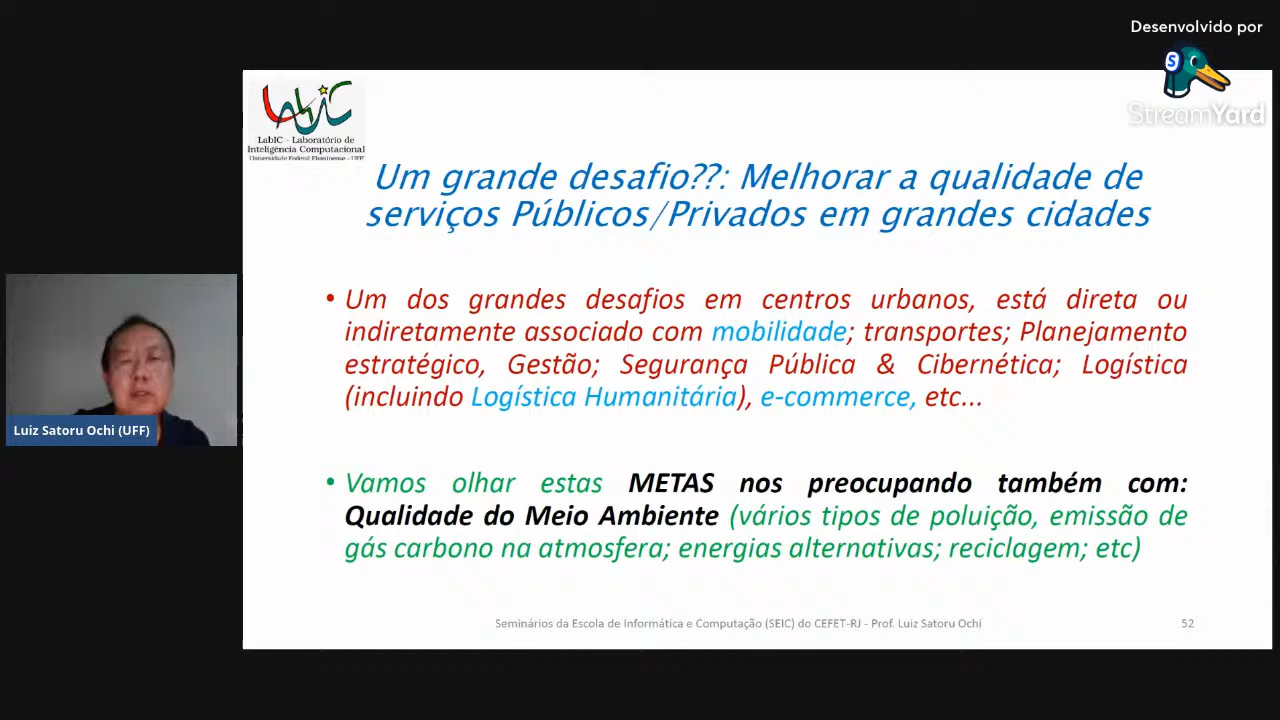 Desenvolvido por
StreamYard
LabIC - Laboratório de
Inteligência Computacional
Universidade Federal Fluminense - UFF
Um grande desafio??: Melhorar a qualidade de
serviços Públicos/Privados em grandes cidades
• Um dos grandes desafios em centros urbanos, está direta ou
indiretamente associado com mobilidade; transportes; Planejamento
estratégico, Gestão; Segurança Pública & Cibernética; Logística
(incluindo Logística Humanitária), e-commerce, etc...
• Vamos olhar estas METAS nos preocupando também com:
Qualidade do Meio Ambiente (vários tipos de poluição, emissão de
gás carbono na atmosfera; energias alternativas; reciclagem; etc)
Luiz Satoru Ochi (UFF)
Seminários da Escola de Informática e Computação (SEIC) do CEFET-RJ - Prof. Luiz Satoru Ochi
52